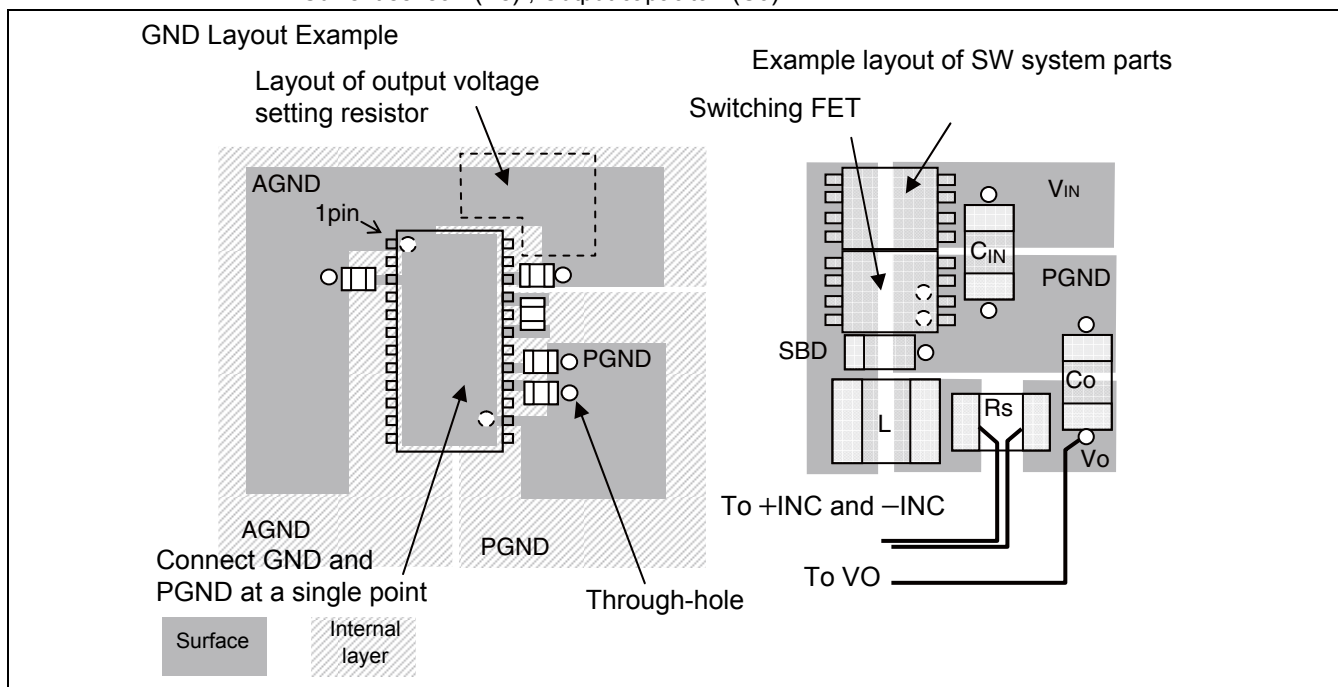 GND Layout Example
Layout of output voltage
setting resistor
AGND
1pin
PGND
AGND
PGND
Connect GND and
PGND at a single point
Through-hole
Surface
Internal
layer
Example layout of SW system parts
Switching FET
VIN
CIN
PGND
SBD
Co
L
Rs
Vo
To +INC and −INC
To VO